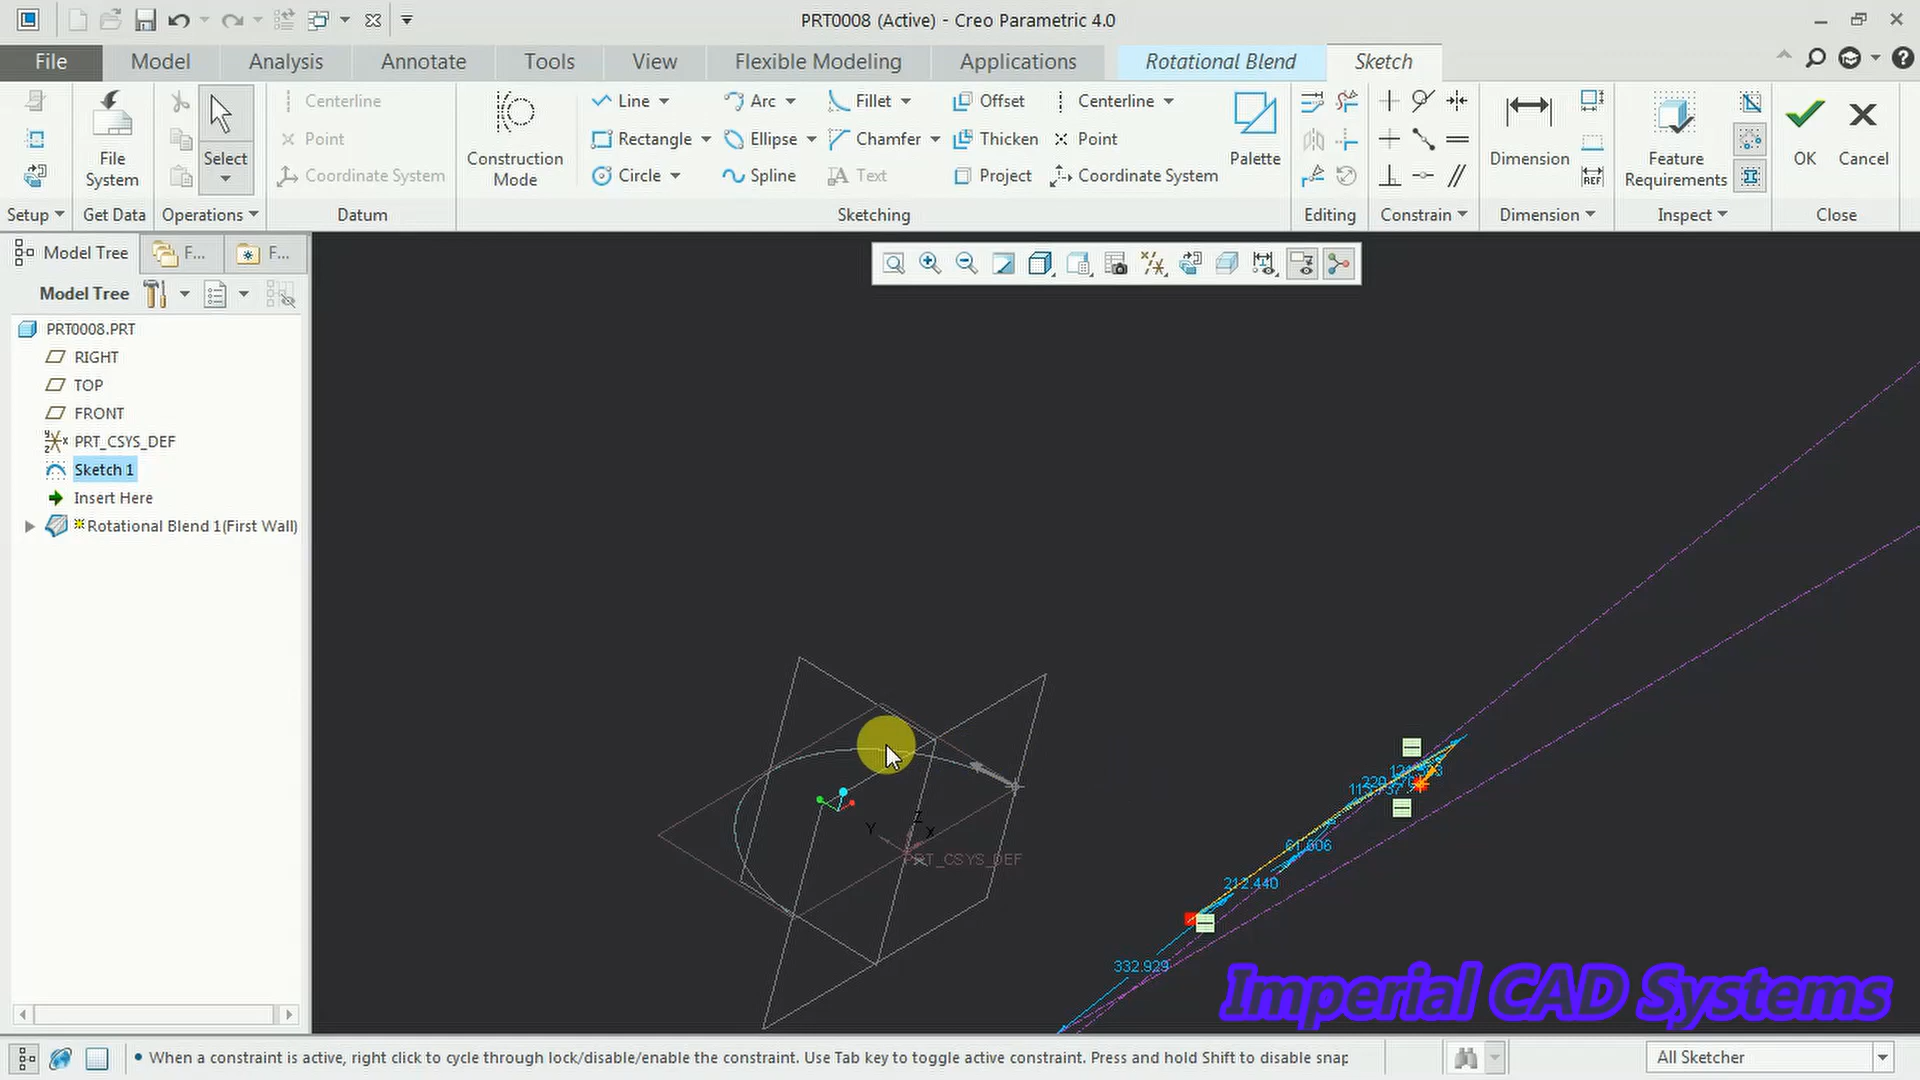 PRT0008 (Active) - Creo Parametric 4.0
File Model Analysis Annotate Tools View Flexible Modeling Applications Rotational Blend Sketch
Centerline Line Arc Fillet Offset Centerline
Point Rectangle Ellipse Chamfer Thicken Point
File System Select Construction Mode Palette Dimension Feature Requirements OK Cancel
Coordinate System Circle Spline Text Project Coordinate System
REF
Setup Get Data Operations Datum Sketching Editing Constrain Dimension Inspect Close
Model Tree F... F...
Model Tree
PRT0008.PRT
RIGHT
TOP
FRONT
PRT_CSYS_DEF
Sketch 1
Insert Here
Rotational Blend 1(First Wall)
Y Z X
PRT_CSYS_DEF
61.606
212.440
332.929
Imperial CAD Systems
When a constraint is active, right click to cycle through lock/disable/enable the constraint. Use Tab key to toggle active constraint. Press and hold Shift to disable snap
All Sketcher